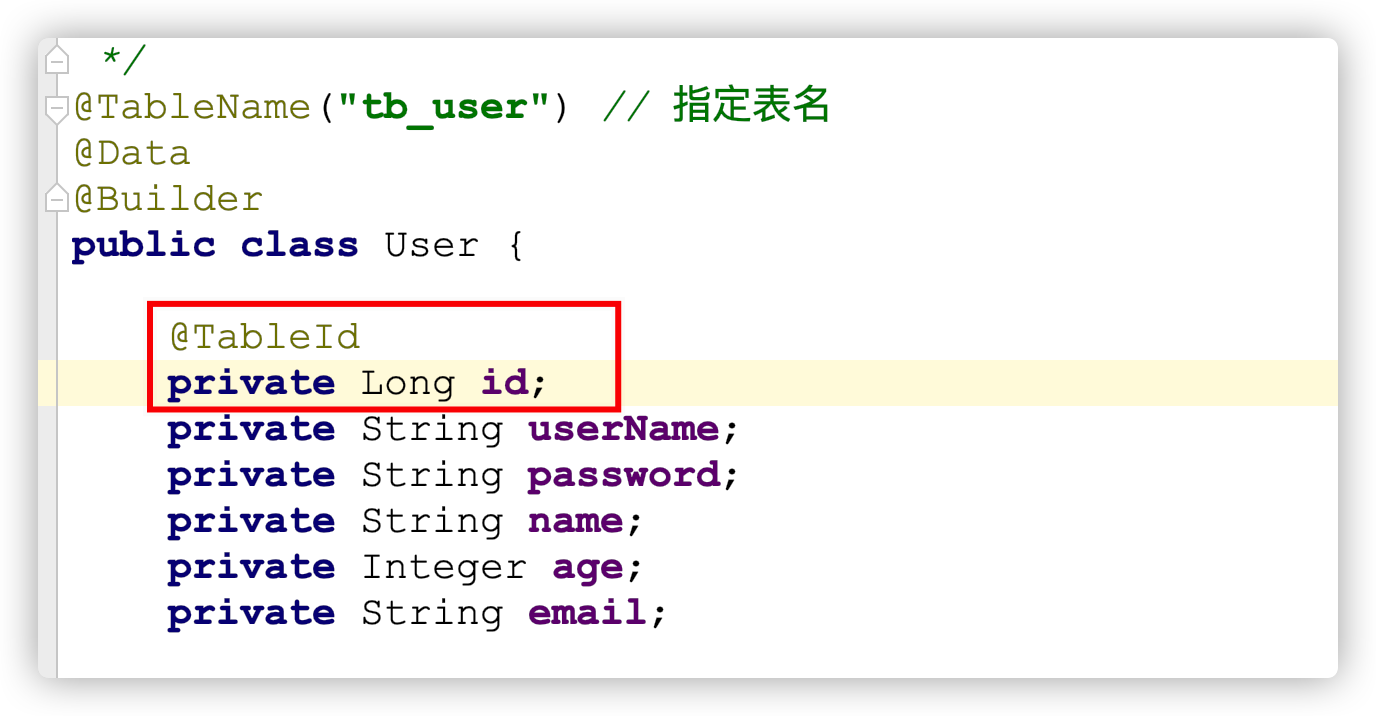 */
@TableName("tb_user") // 指定表名
@Data
@Builder
public class User {
@TableId
private Long id;
private String userName;
private String password;
private String name;
private Integer age;
private String email;